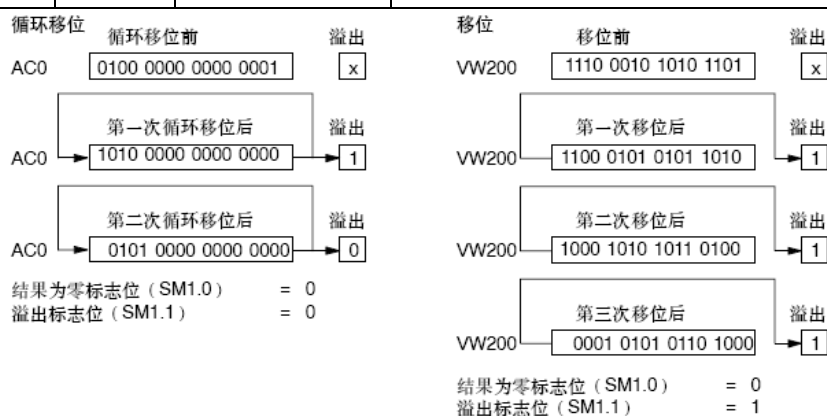 循环移位
循环移位前 溢出
AC0 0100 0000 0000 0001 x
第一次循环移位后 溢出
AC0 1010 0000 0000 0000 1
第二次循环移位后 溢出
AC0 0101 0000 0000 0000 0
结果为零标志位（SM1.0） = 0
溢出标志位（SM1.1） = 0
移位
移位前 溢出
VW200 1110 0010 1010 1101 x
第一次移位后 溢出
VW200 1100 0101 0101 1010 1
第二次移位后 溢出
VW200 1000 1010 1011 0100 1
第三次移位后 溢出
VW200 0001 0101 0110 1000 1
结果为零标志位（SM1.0） = 0
溢出标志位（SM1.1） = 1